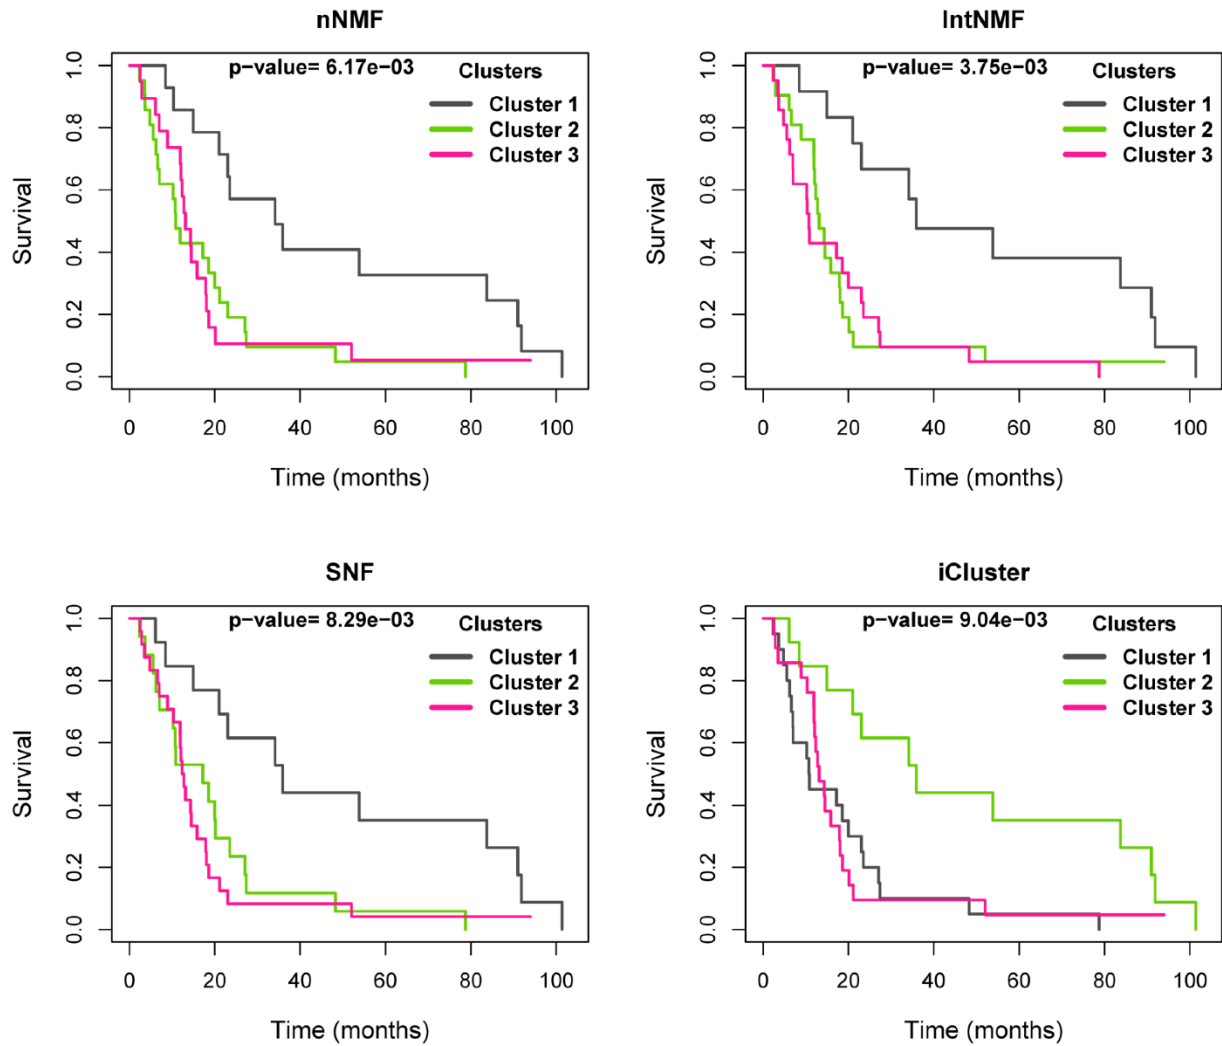 nNMF
p-value= 6.17e−03
Clusters
Cluster 1
Cluster 2
Cluster 3
Survival
0.0 0.2 0.4 0.6 0.8 1.0
0 20 40 60 80 100
Time (months)
IntNMF
p-value= 3.75e−03
Clusters
Cluster 1
Cluster 2
Cluster 3
Survival
0.0 0.2 0.4 0.6 0.8 1.0
0 20 40 60 80 100
Time (months)
SNF
p-value= 8.29e−03
Clusters
Cluster 1
Cluster 2
Cluster 3
Survival
0.0 0.2 0.4 0.6 0.8 1.0
0 20 40 60 80 100
Time (months)
iCluster
p-value= 9.04e−03
Clusters
Cluster 1
Cluster 2
Cluster 3
Survival
0.0 0.2 0.4 0.6 0.8 1.0
0 20 40 60 80 100
Time (months)